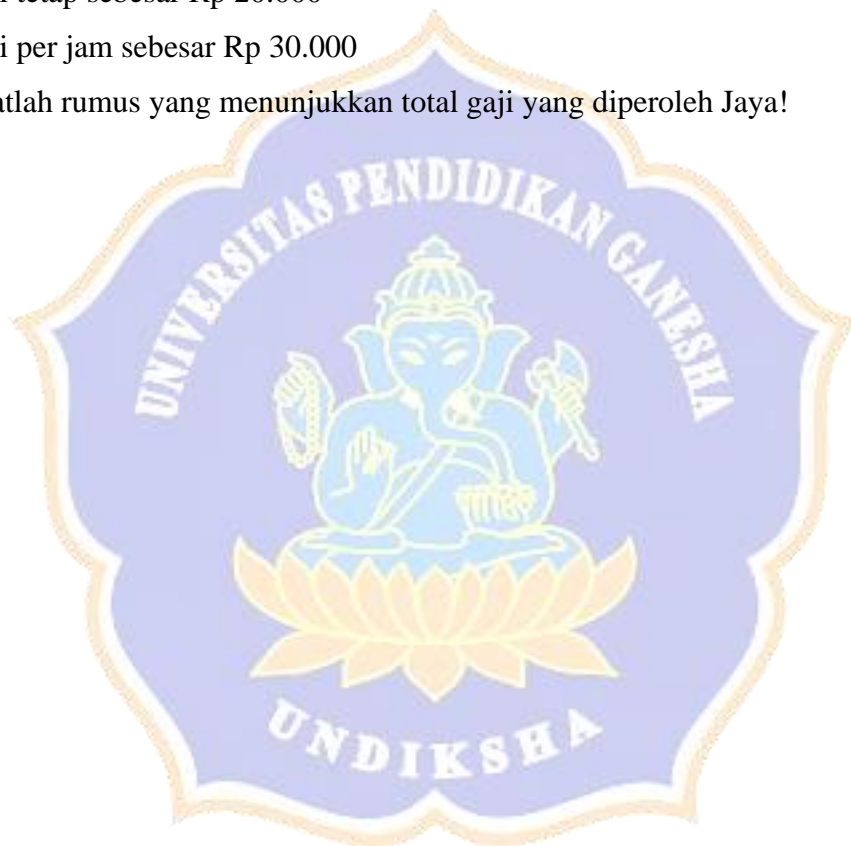 i tetap sebesar Rp 20.000
i per jam sebesar Rp 30.000
atlah rumus yang menunjukkan total gaji yang diperoleh Jaya!
UNIVERSITAS PENDIDIKAN GANESHA
UNDIKSHA